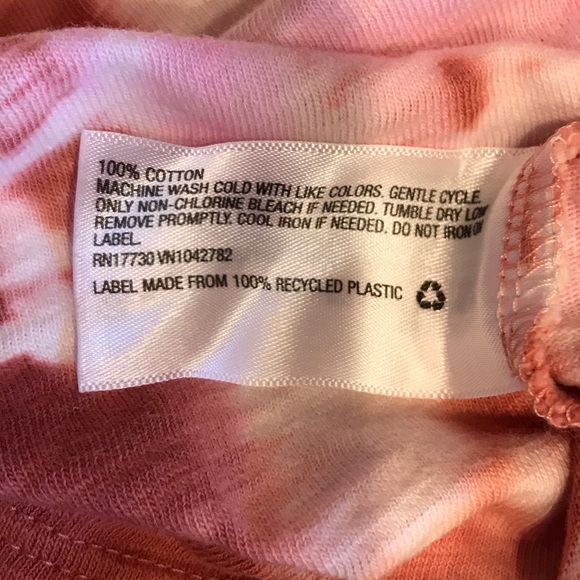 100% COTTON
MACHINE WASH COLD WITH LIKE COLORS. GENTLE CYCLE.
ONLY NON-CHLORINE BLEACH IF NEEDED. TUMBLE DRY LOW
REMOVE PROMPTLY. COOL IRON IF NEEDED. DO NOT IRON ON
LABEL.
RN17730 VN1042782
LABEL MADE FROM 100% RECYCLED PLASTIC